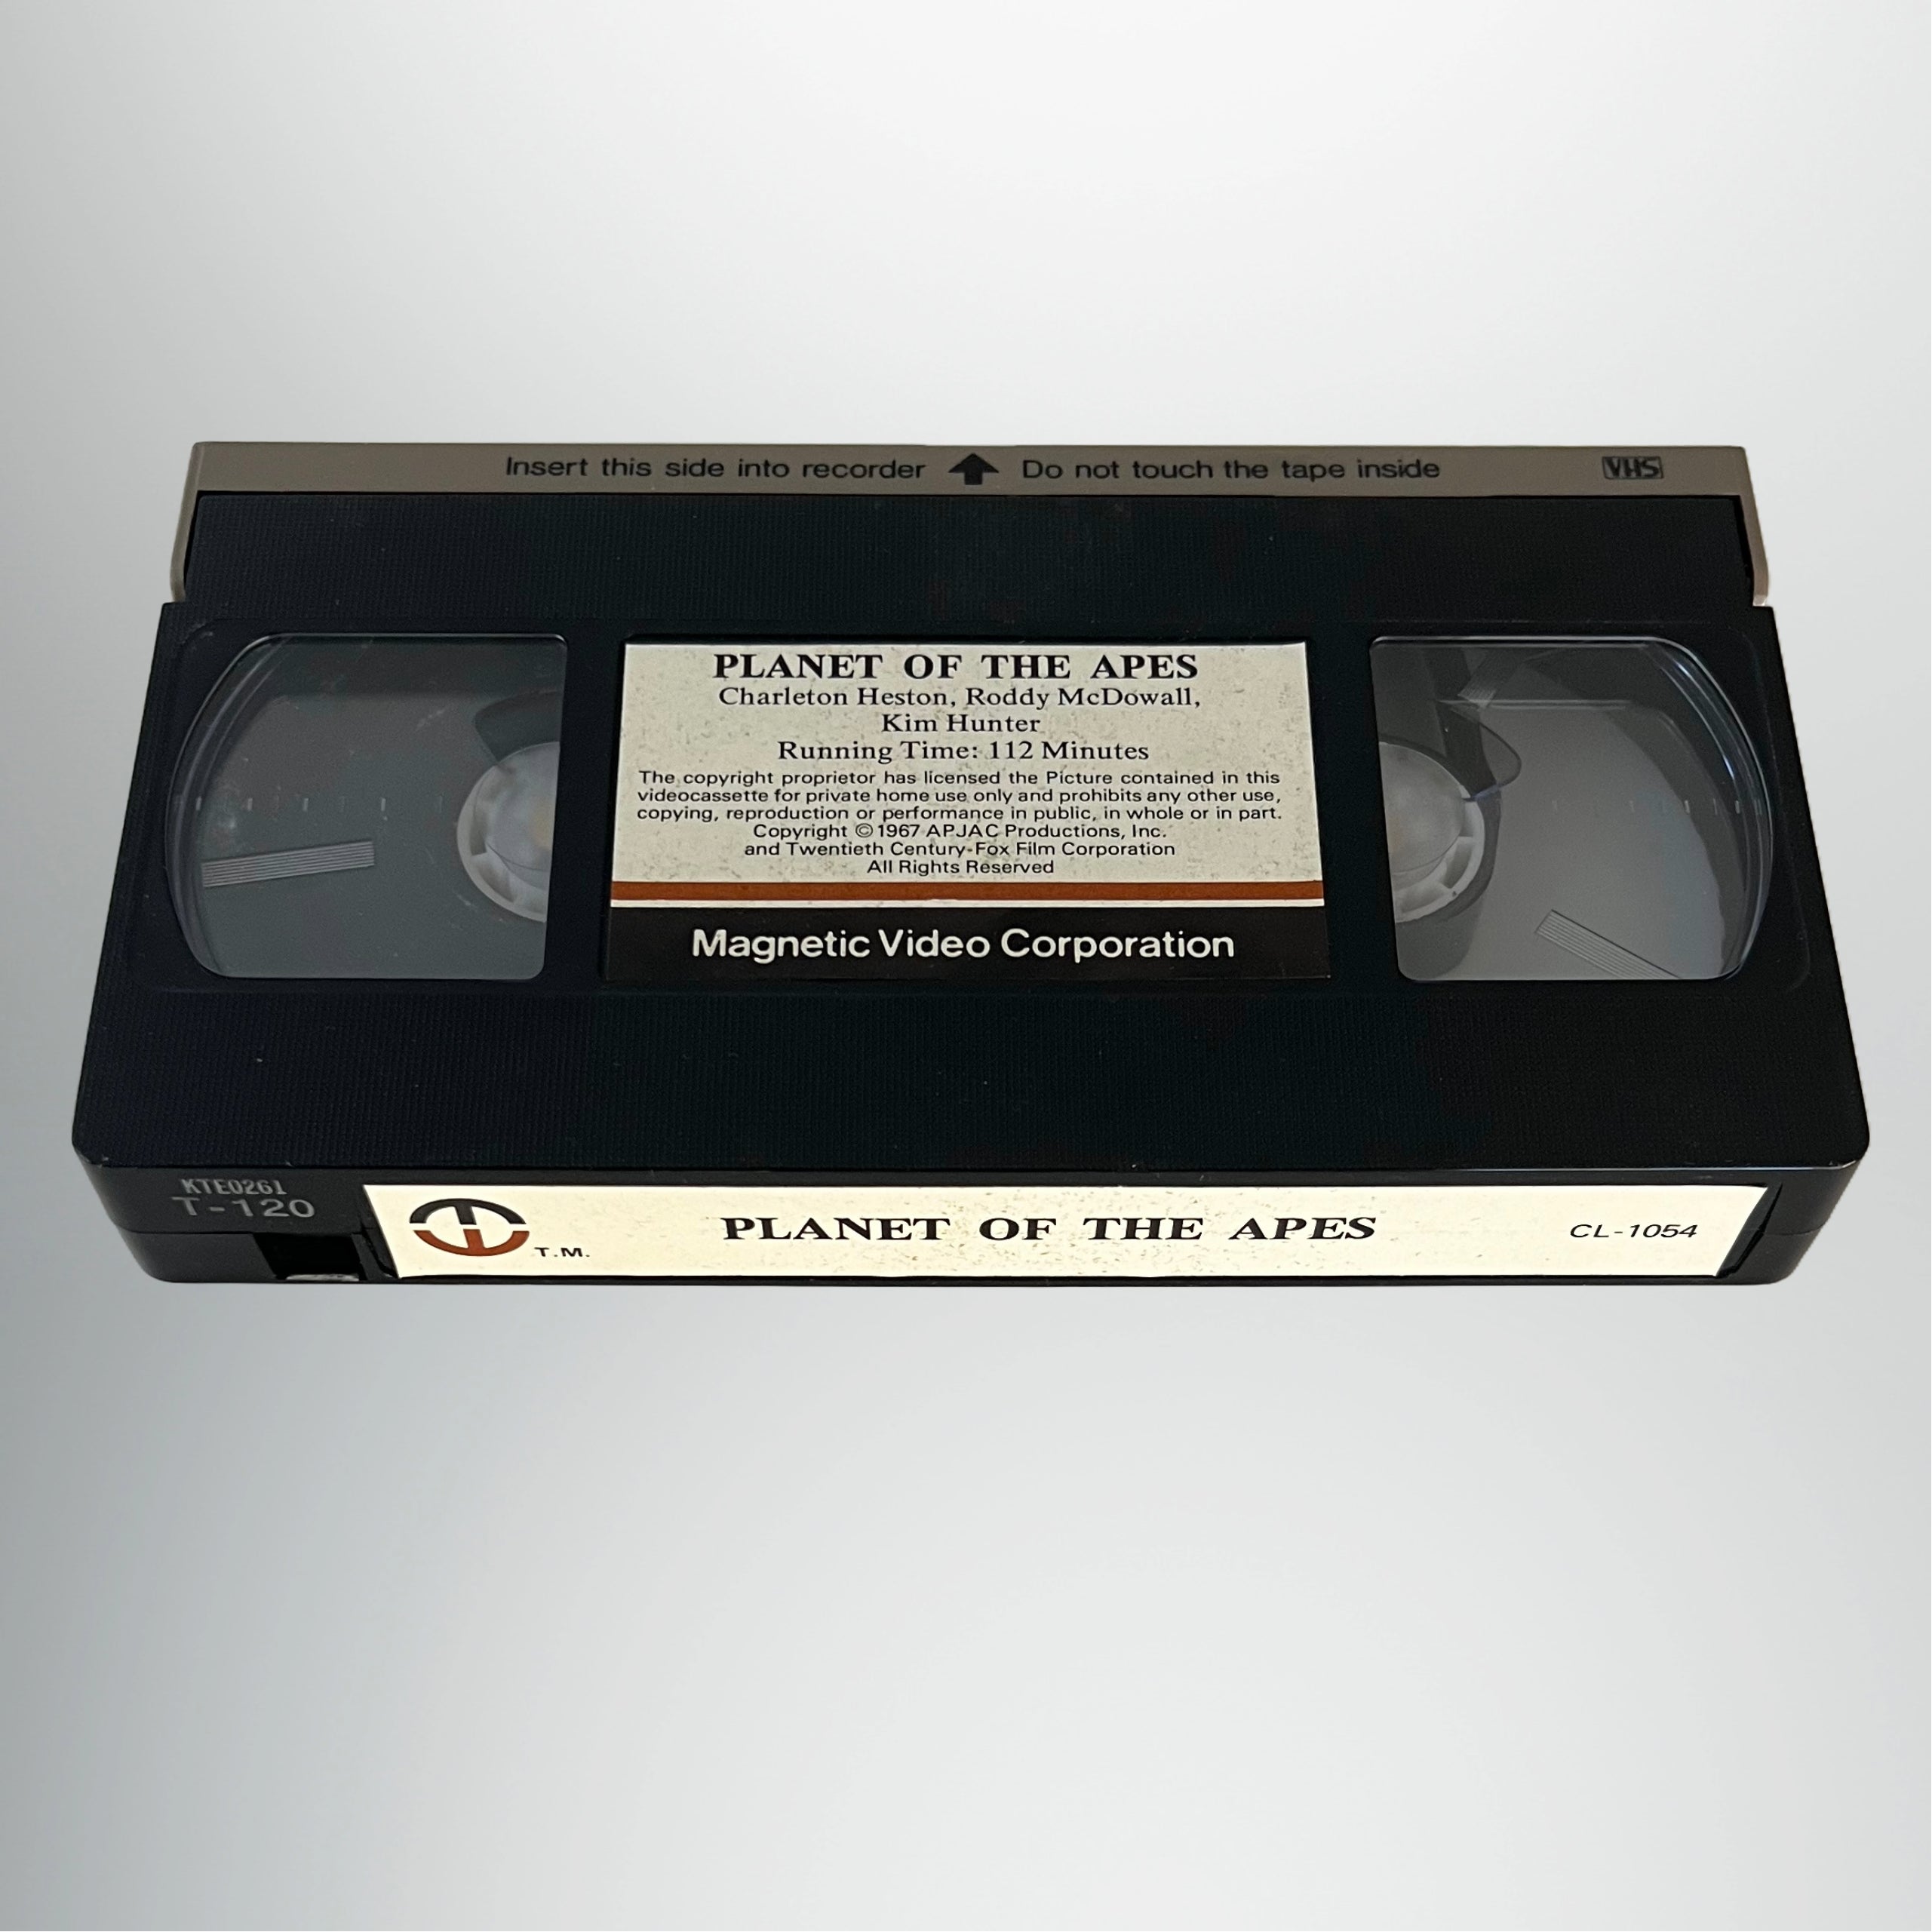 Insert this side into recorder Do not touch the tape inside VHS
PLANET OF THE APES
Charleton Heston, Roddy McDowall,
Kim Hunter
Running Time: 112 Minutes
The copyright proprietor has licensed the Picture contained in this
videocassette for private home use only and prohibits any other use,
copying, reproduction or performance in public, in whole or in part.
Copyright ©1967 APJAC Productions, Inc.
and Twentieth Century-Fox Film Corporation
All Rights Reserved
Magnetic Video Corporation
KTE0261
T-120
T.M.
PLANET OF THE APES
CL-1054